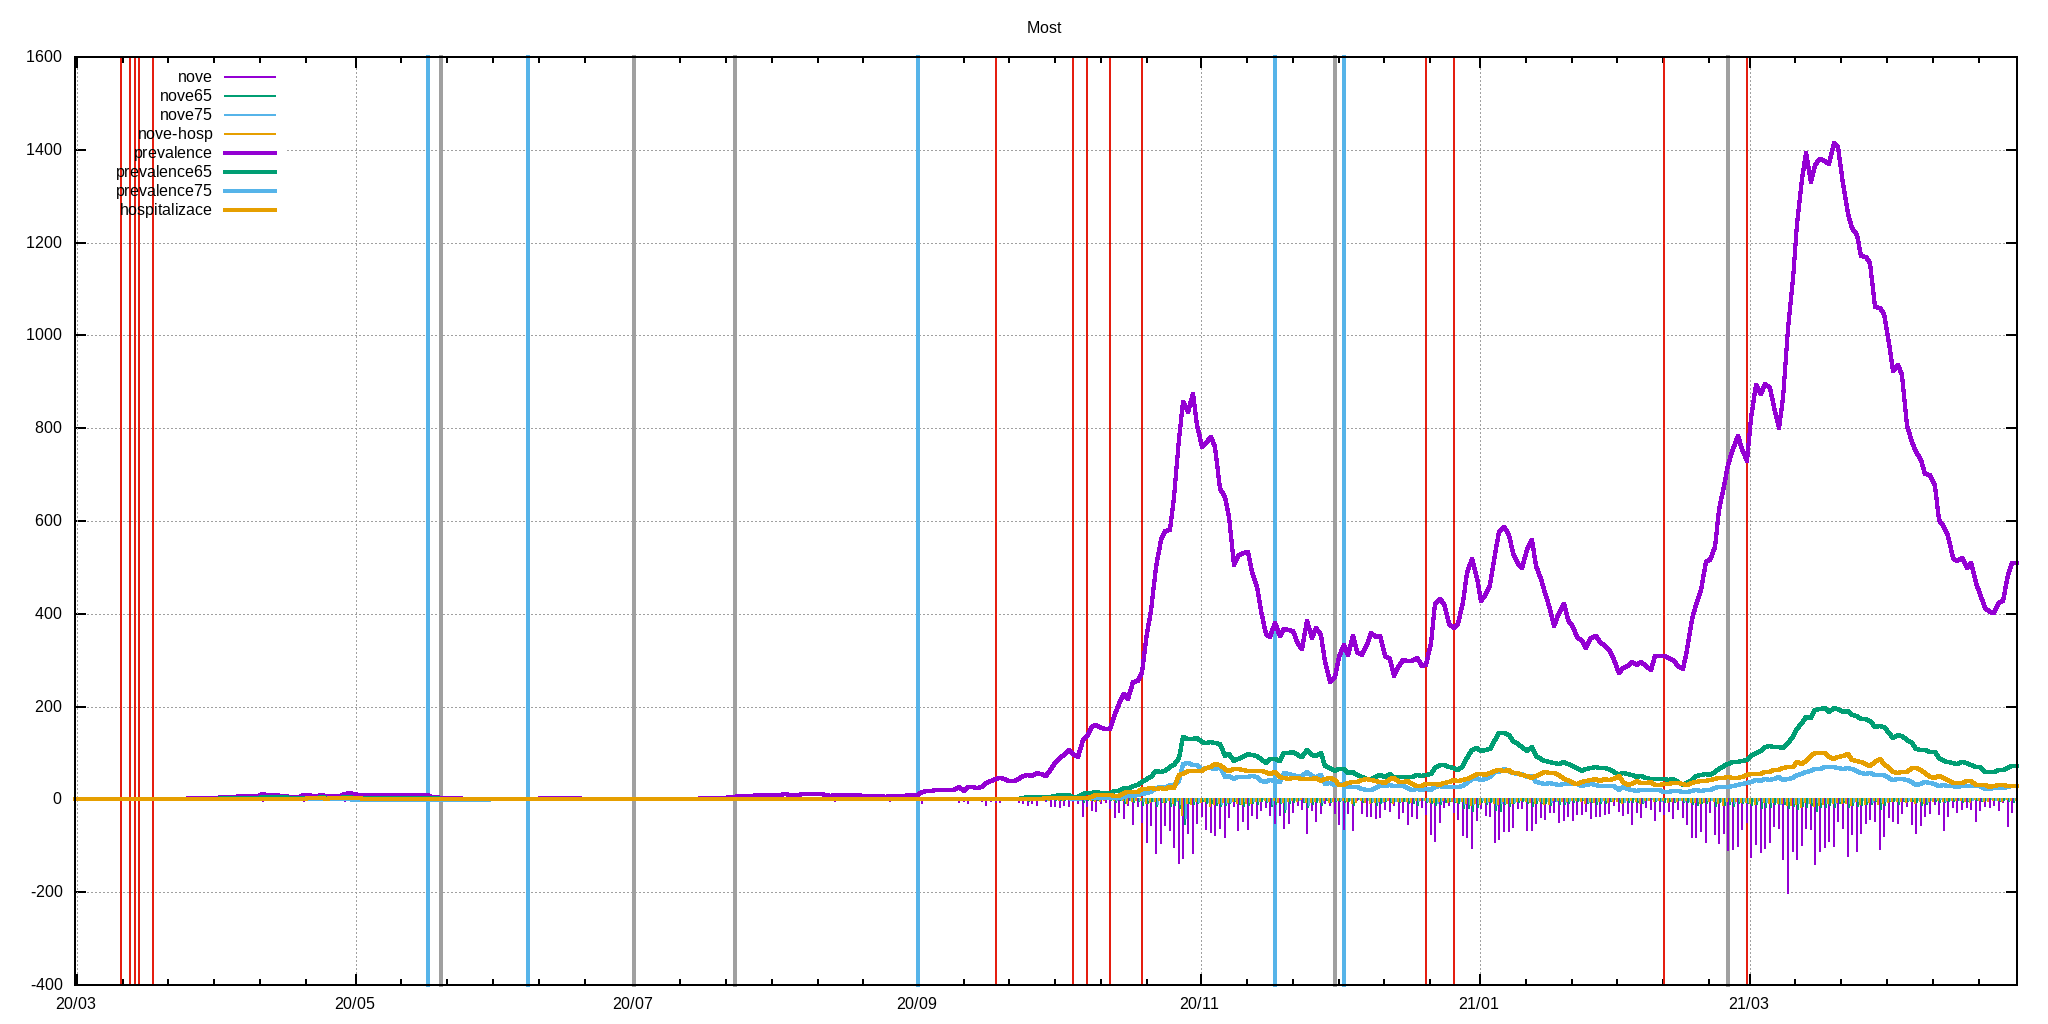 Most
1600
1400
1200
1000
800
600
400
200
0
-200
-400
nove
nove65
nove75
nove-hosp
prevalence
prevalence65
prevalence75
hospitalizace
20/03 20/05 20/07 20/09 20/11 21/01 21/03